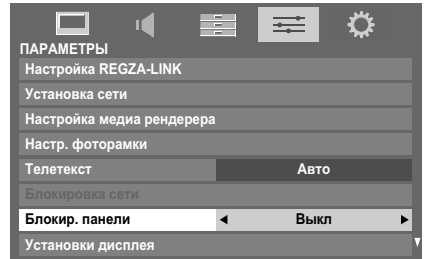 ПАРАМЕТРЫ
Настройка REGZA-LINK
Установка сети
Настройка медиа рендерера
Настр. фоторамки
Телетекст Авто
Блокировка сети
Блокир. панели Выкл
Установки дисплея